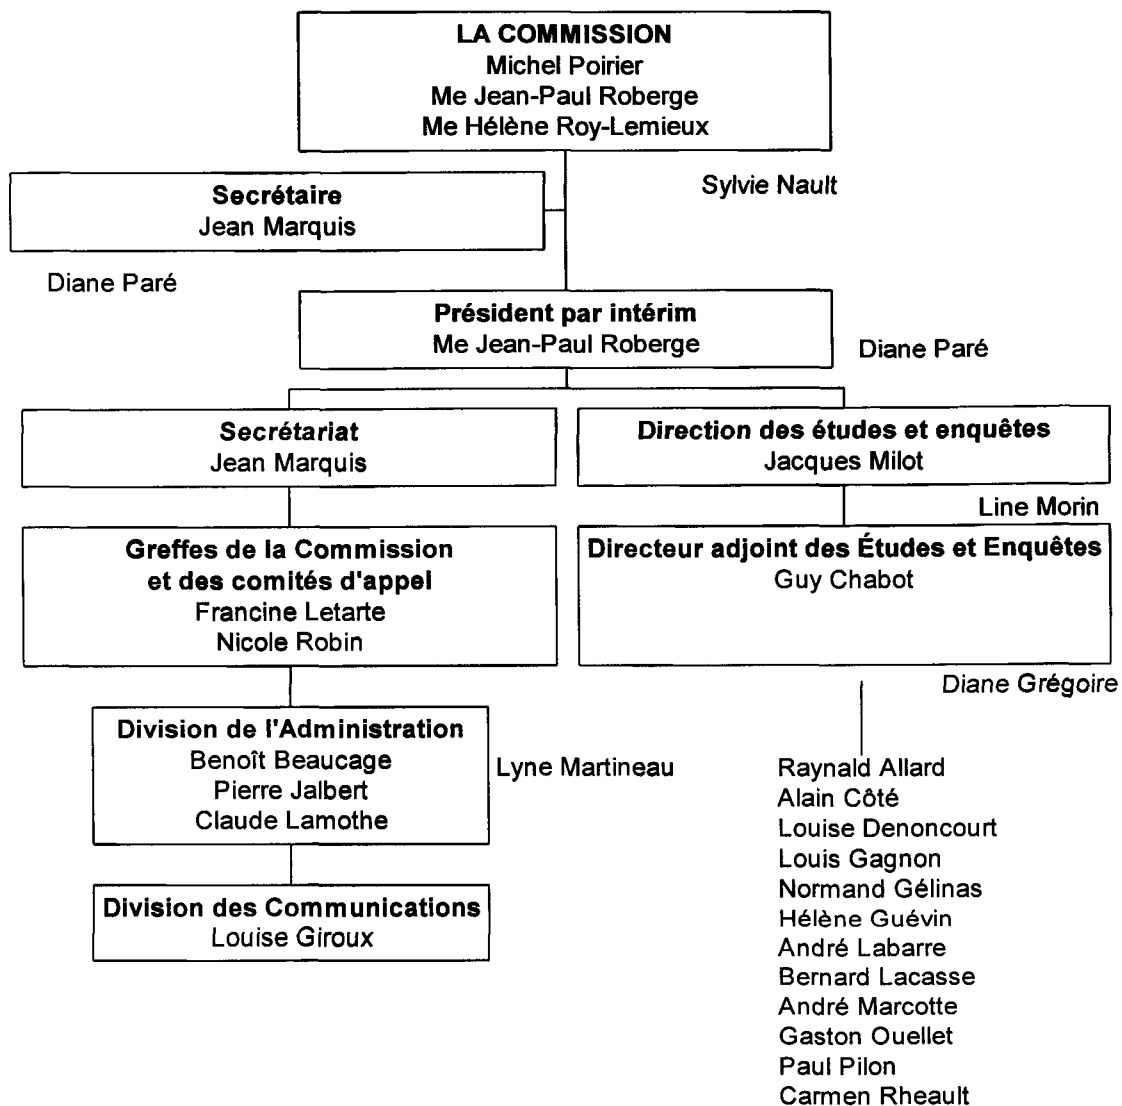 LA COMMISSION
Michel Poirier
Me Jean-Paul Roberge
Me Hélène Roy-Lemieux
Sylvie Nault
Secrétaire
Jean Marquis
Diane Paré
Président par intérim
Me Jean-Paul Roberge
Diane Paré
Secrétariat
Jean Marquis
Direction des études et enquêtes
Jacques Milot
Line Morin
Greffes de la Commission
et des comités d'appel
Francine Letarte
Nicole Robin
Directeur adjoint des Études et Enquêtes
Guy Chabot
Diane Grégoire
Division de l'Administration
Benoît Beaucage
Pierre Jalbert
Claude Lamothe
Lyne Martineau
Division des Communications
Louise Giroux
Raynald Allard
Alain Côté
Louise Denoncourt
Louis Gagnon
Normand Gélinas
Hélène Guévin
André Labarre
Bernard Lacasse
André Marcotte
Gaston Ouellet
Paul Pilon
Carmen Rheault